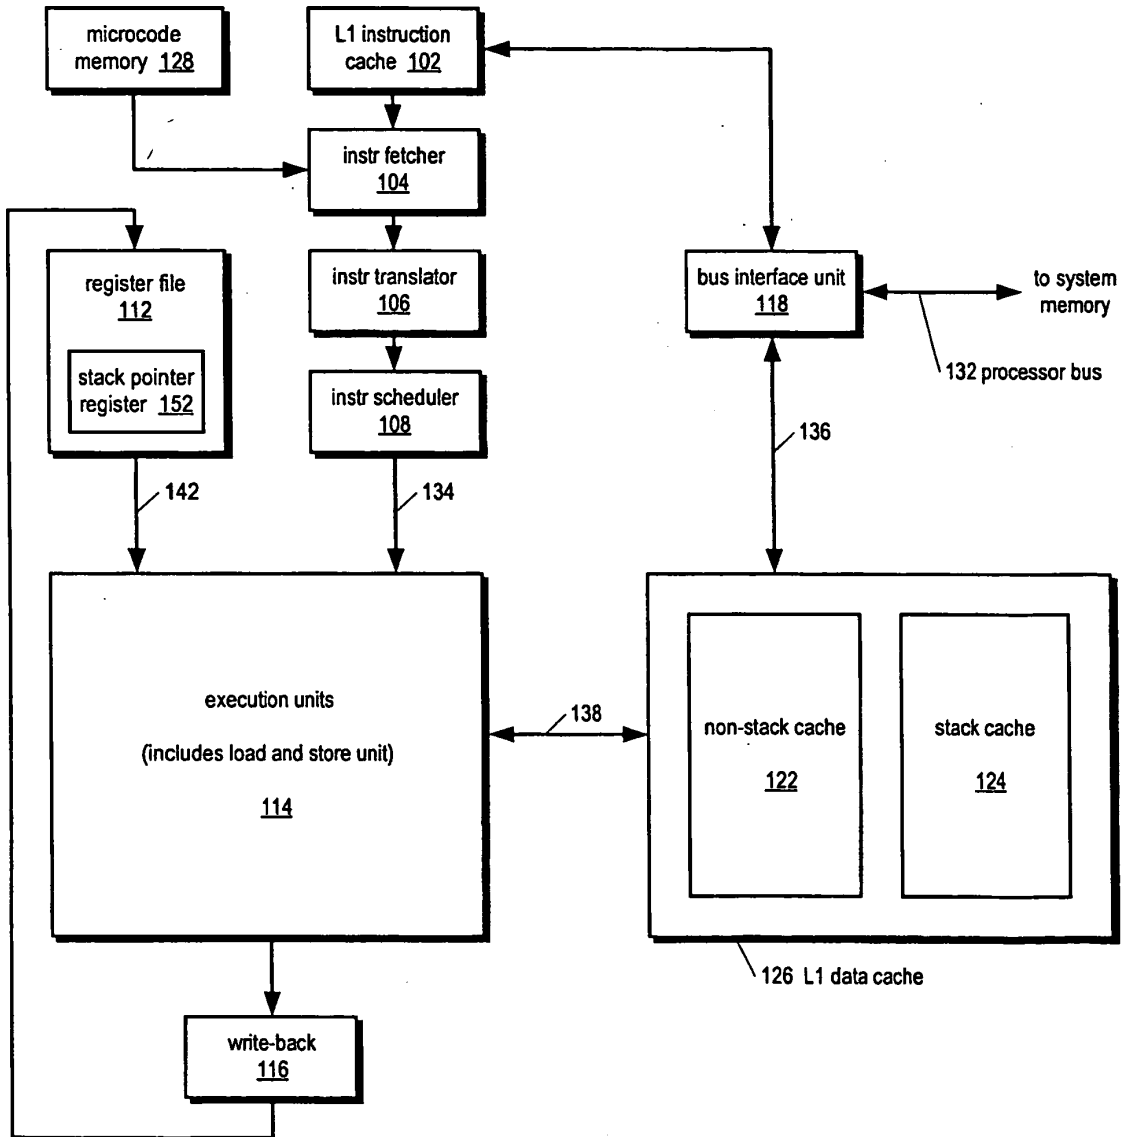 microcode
memory 128
L1 instruction
cache 102
instr fetcher
104
register file
112
stack pointer
register 152
instr translator
106
instr scheduler
108
bus interface unit
118
to system
memory
132 processor bus
136
142
134
execution units
(includes load and store unit)
114
138
non-stack cache
122
stack cache
124
126 L1 data cache
write-back
116